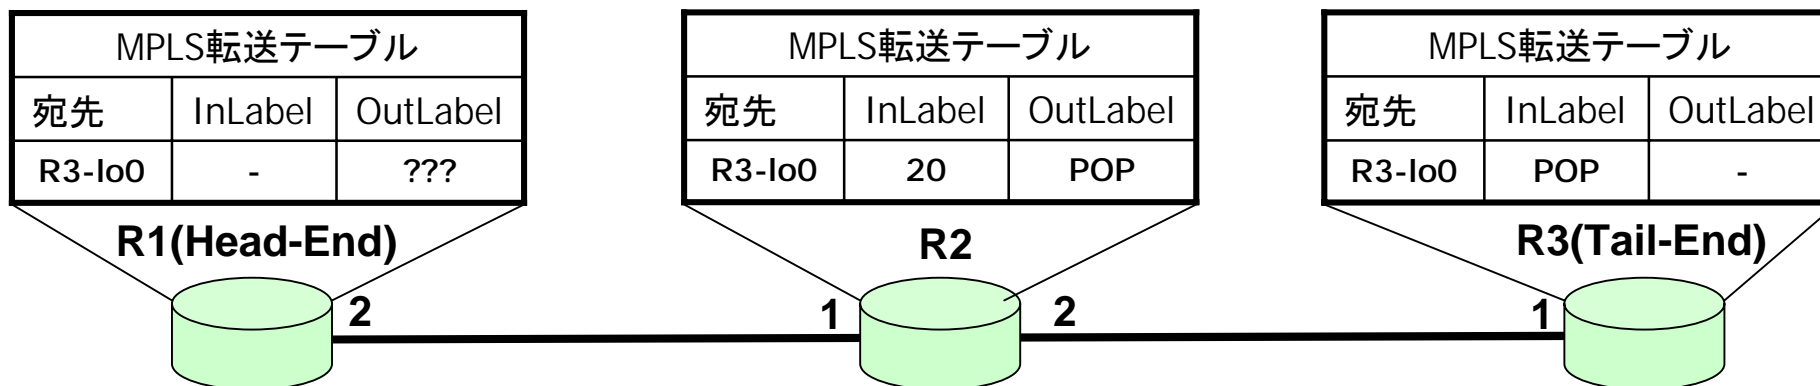 MPLS転送テーブル
宛先 InLabel OutLabel
R3-lo0 - ???
R1(Head-End)
2
MPLS転送テーブル
宛先 InLabel OutLabel
R3-lo0 20 POP
R2
1
2
MPLS転送テーブル
宛先 InLabel OutLabel
R3-lo0 POP -
R3(Tail-End)
1